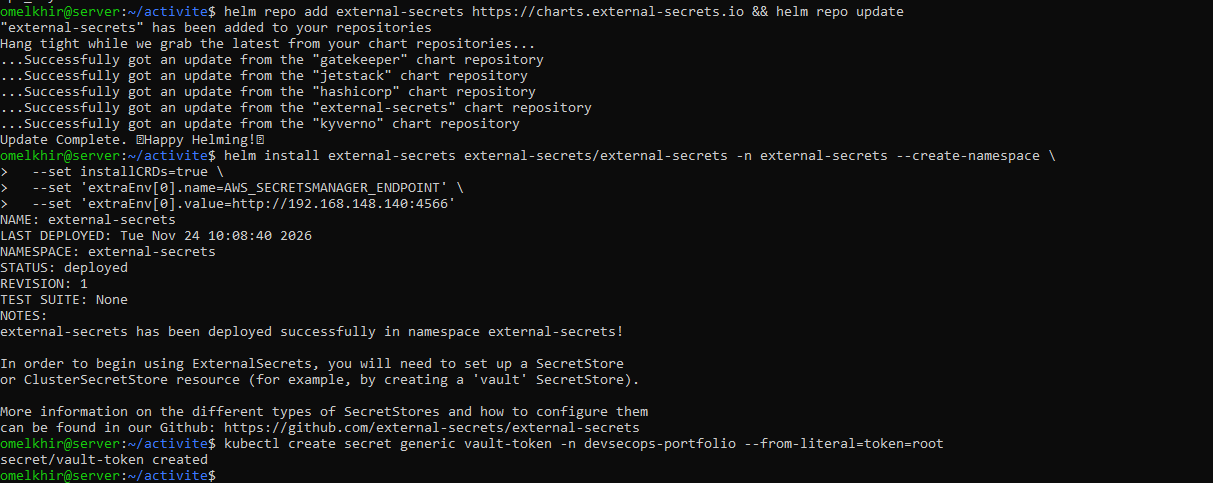 omelkhir@server:~/activite$ helm repo add external-secrets https://charts.external-secrets.io && helm repo update
"external-secrets" has been added to your repositories
Hang tight while we grab the latest from your chart repositories...
...Successfully got an update from the "gatekeeper" chart repository
...Successfully got an update from the "jetstack" chart repository
...Successfully got an update from the "hashicorp" chart repository
...Successfully got an update from the "external-secrets" chart repository
...Successfully got an update from the "kyverno" chart repository
Update Complete. Happy Helming!
omelkhir@server:~/activite$ helm install external-secrets external-secrets/external-secrets -n external-secrets --create-namespace \
>   --set installCRDs=true \
>   --set 'extraEnv[0].name=AWS_SECRETSMANAGER_ENDPOINT' \
>   --set 'extraEnv[0].value=http://192.168.148.140:4566'
NAME: external-secrets
LAST DEPLOYED: Tue Nov 24 10:08:40 2026
NAMESPACE: external-secrets
STATUS: deployed
REVISION: 1
TEST SUITE: None
NOTES:
external-secrets has been deployed successfully in namespace external-secrets!
In order to begin using ExternalSecrets, you will need to set up a SecretStore
or ClusterSecretStore resource (for example, by creating a 'vault' SecretStore).
More information on the different types of SecretStores and how to configure them
can be found in our Github: https://github.com/external-secrets/external-secrets
omelkhir@server:~/activite$ kubectl create secret generic vault-token -n devsecops-portfolio --from-literal=token=root
secret/vault-token created
omelkhir@server:~/activite$